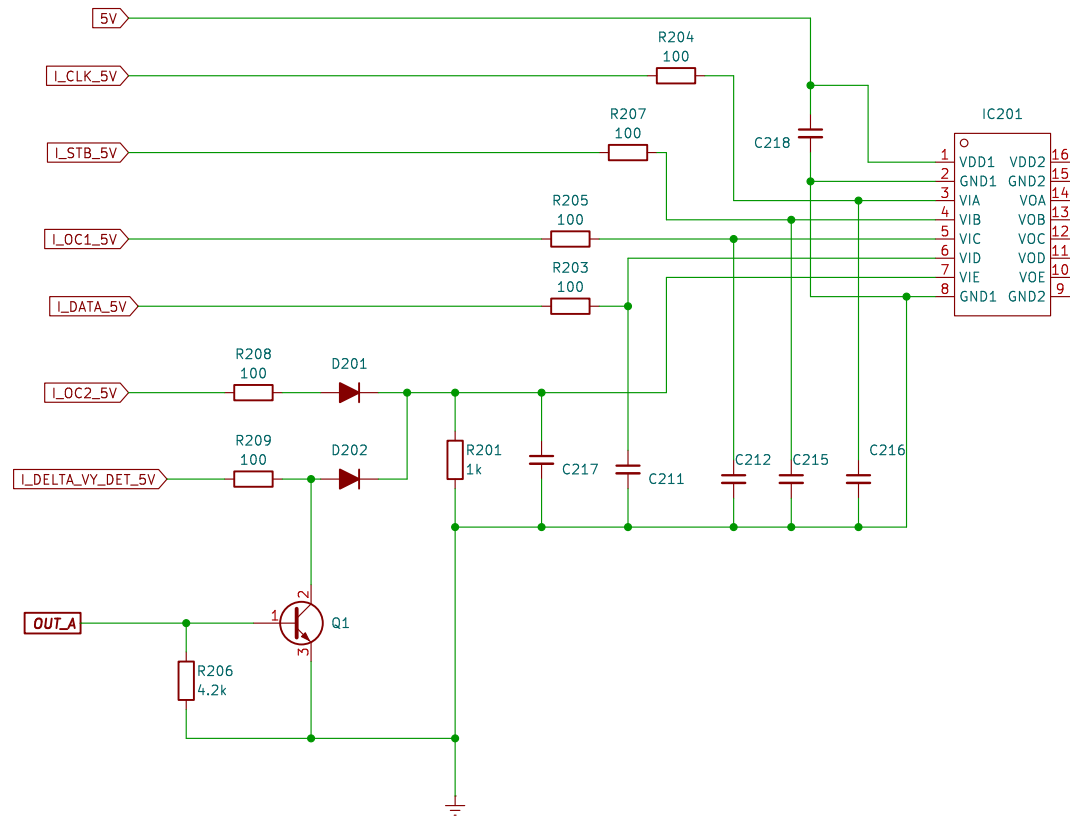 5V
R204
100
I_CLK_5V
R207
100
IC201
C218
I_STB_5V
1 VDD1 VDD2 16
2 GND1 GND2 15
3 VIA VOA 14
4 VIB VOB 13
5 VIC VOC 12
6 VID VOD 11
7 VIE VOE 10
8 GND1 GND2 9
R205
100
I_OC1_5V
R203
100
I_DATA_5V
R208
100
D201
I_OC2_5V
R209
100
D202
R201
1k
C217
C211
C212
C215
C216
I_DELTA_VY_DET_5V
2
OUT_A
1
Q1
3
R206
4.2k